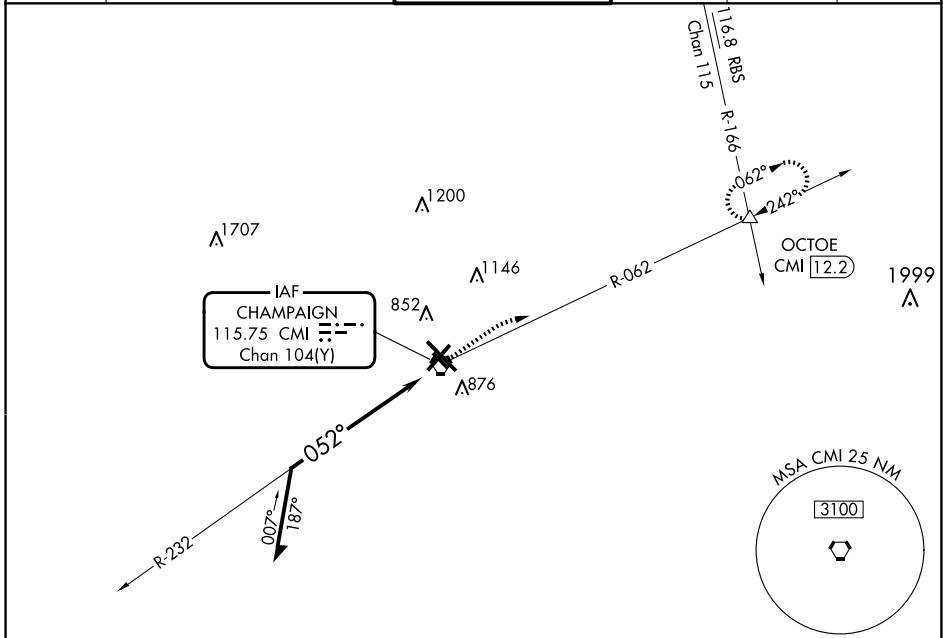 116.8 RBS
Chan 115
R-166
062°
242°
1200
1707
OCTOE
CMI 12.2
R-062
1146
1999
IAF
CHAMPAIGN
115.75 CMI
Chan 104(Y)
852
876
052°
MSA CMI 25 NM
3100
007°
187°
R-232